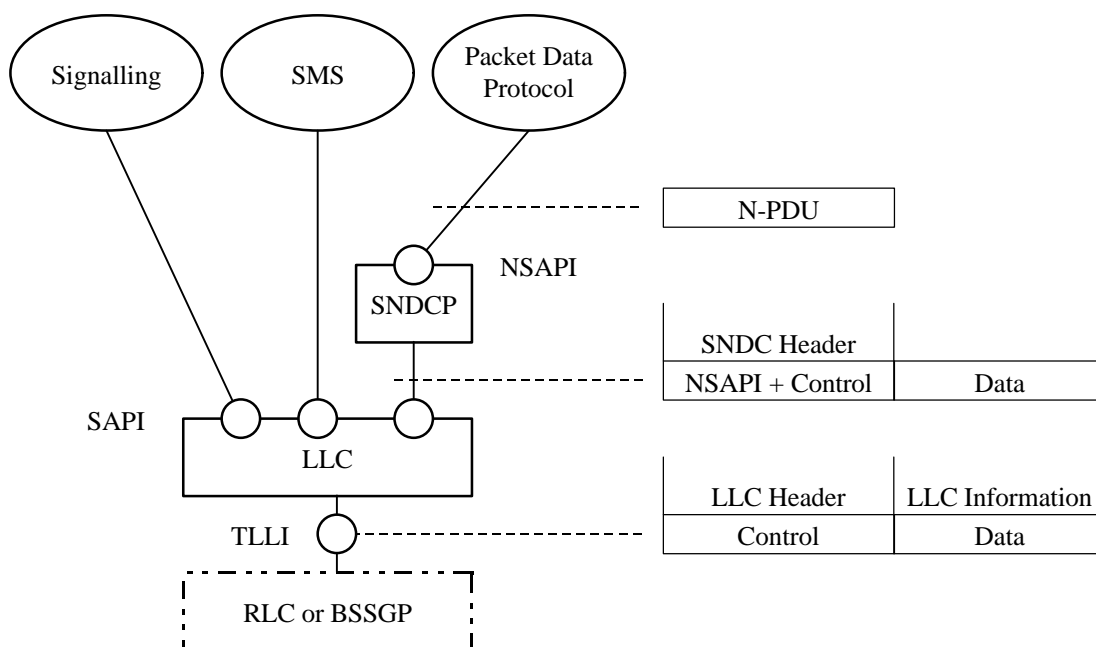 Signalling
SMS
Packet Data
Protocol
N-PDU
NSAPI
SNDCP
SNDC Header
NSAPI + Control
Data
SAPI
LLC
LLC Header
LLC Information
TLLI
Control
Data
RLC or BSSGP